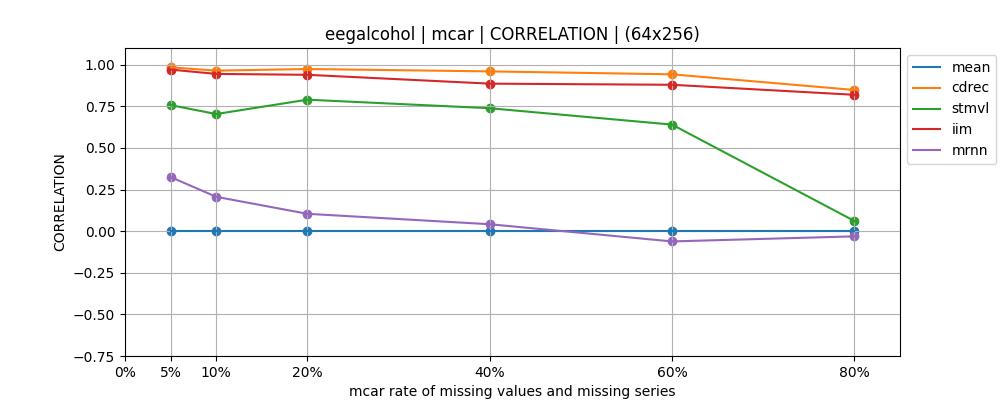 eegalcohol | mcar | CORRELATION | (64x256)
1.00
0.75
0.50
0.25
0.00
−0.25
−0.50
−0.75
CORRELATION
0% 5% 10% 20% 40% 60% 80%
mcar rate of missing values and missing series
mean
cdrec
stmvl
iim
mrnn